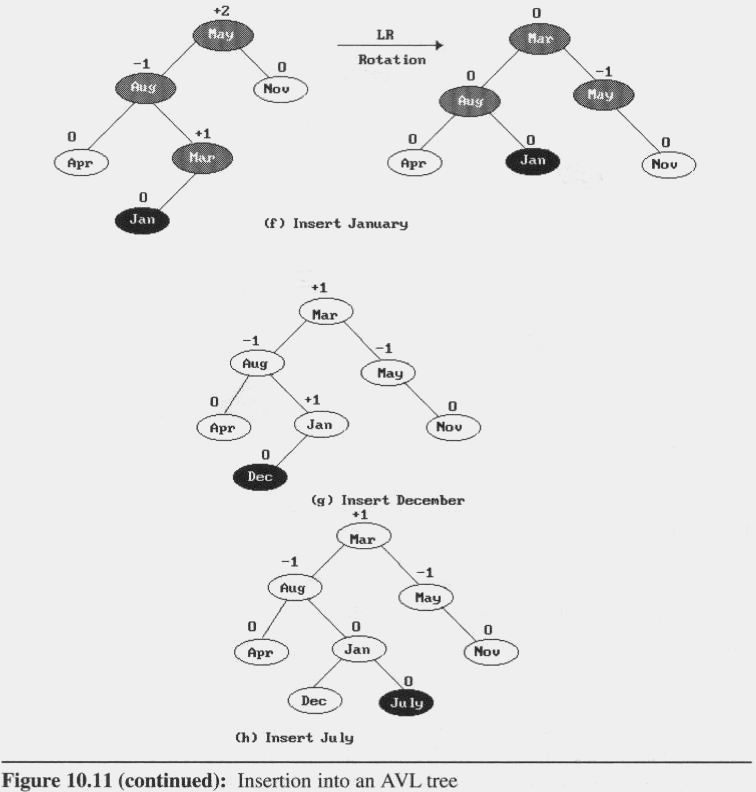 +2
0
May
LR
Mar
-1
0
Rotation
0
-1
Aug
Nov
Aug
May
0
+1
0
0
0
Apr
Mar
Apr
Jan
Nov
0
Jan
(f) Insert January
+1
Mar
-1
-1
Aug
May
0
+1
0
Apr
Jan
Nov
0
Dec
(g) Insert December
+1
Mar
-1
-1
Aug
May
0
0
0
Apr
Jan
Nov
0
Dec
July
(h) Insert July
Figure 10.11 (continued): Insertion into an AVL tree